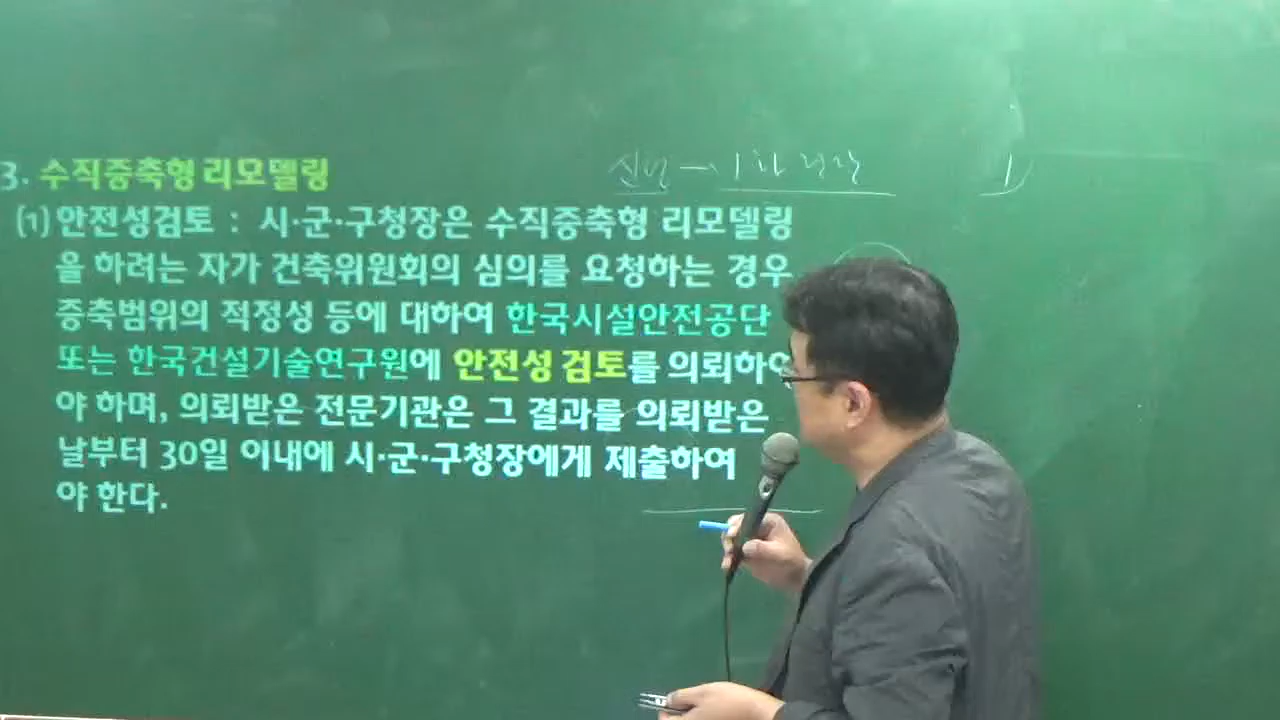 3. 수직증축형 리모델링
(1) 안전성검토 : 시·군·구청장은 수직증축형 리모델링
을 하려는 자가 건축위원회의 심의를 요청하는 경우
증축범위의 적정성 등에 대하여 한국시설안전공단
또는 한국건설기술연구원에 안전성 검토를 의뢰하여
야 하며, 의뢰받은 전문기관은 그 결과를 의뢰받은
날부터 30일 이내에 시·군·구청장에게 제출하여
야 한다.